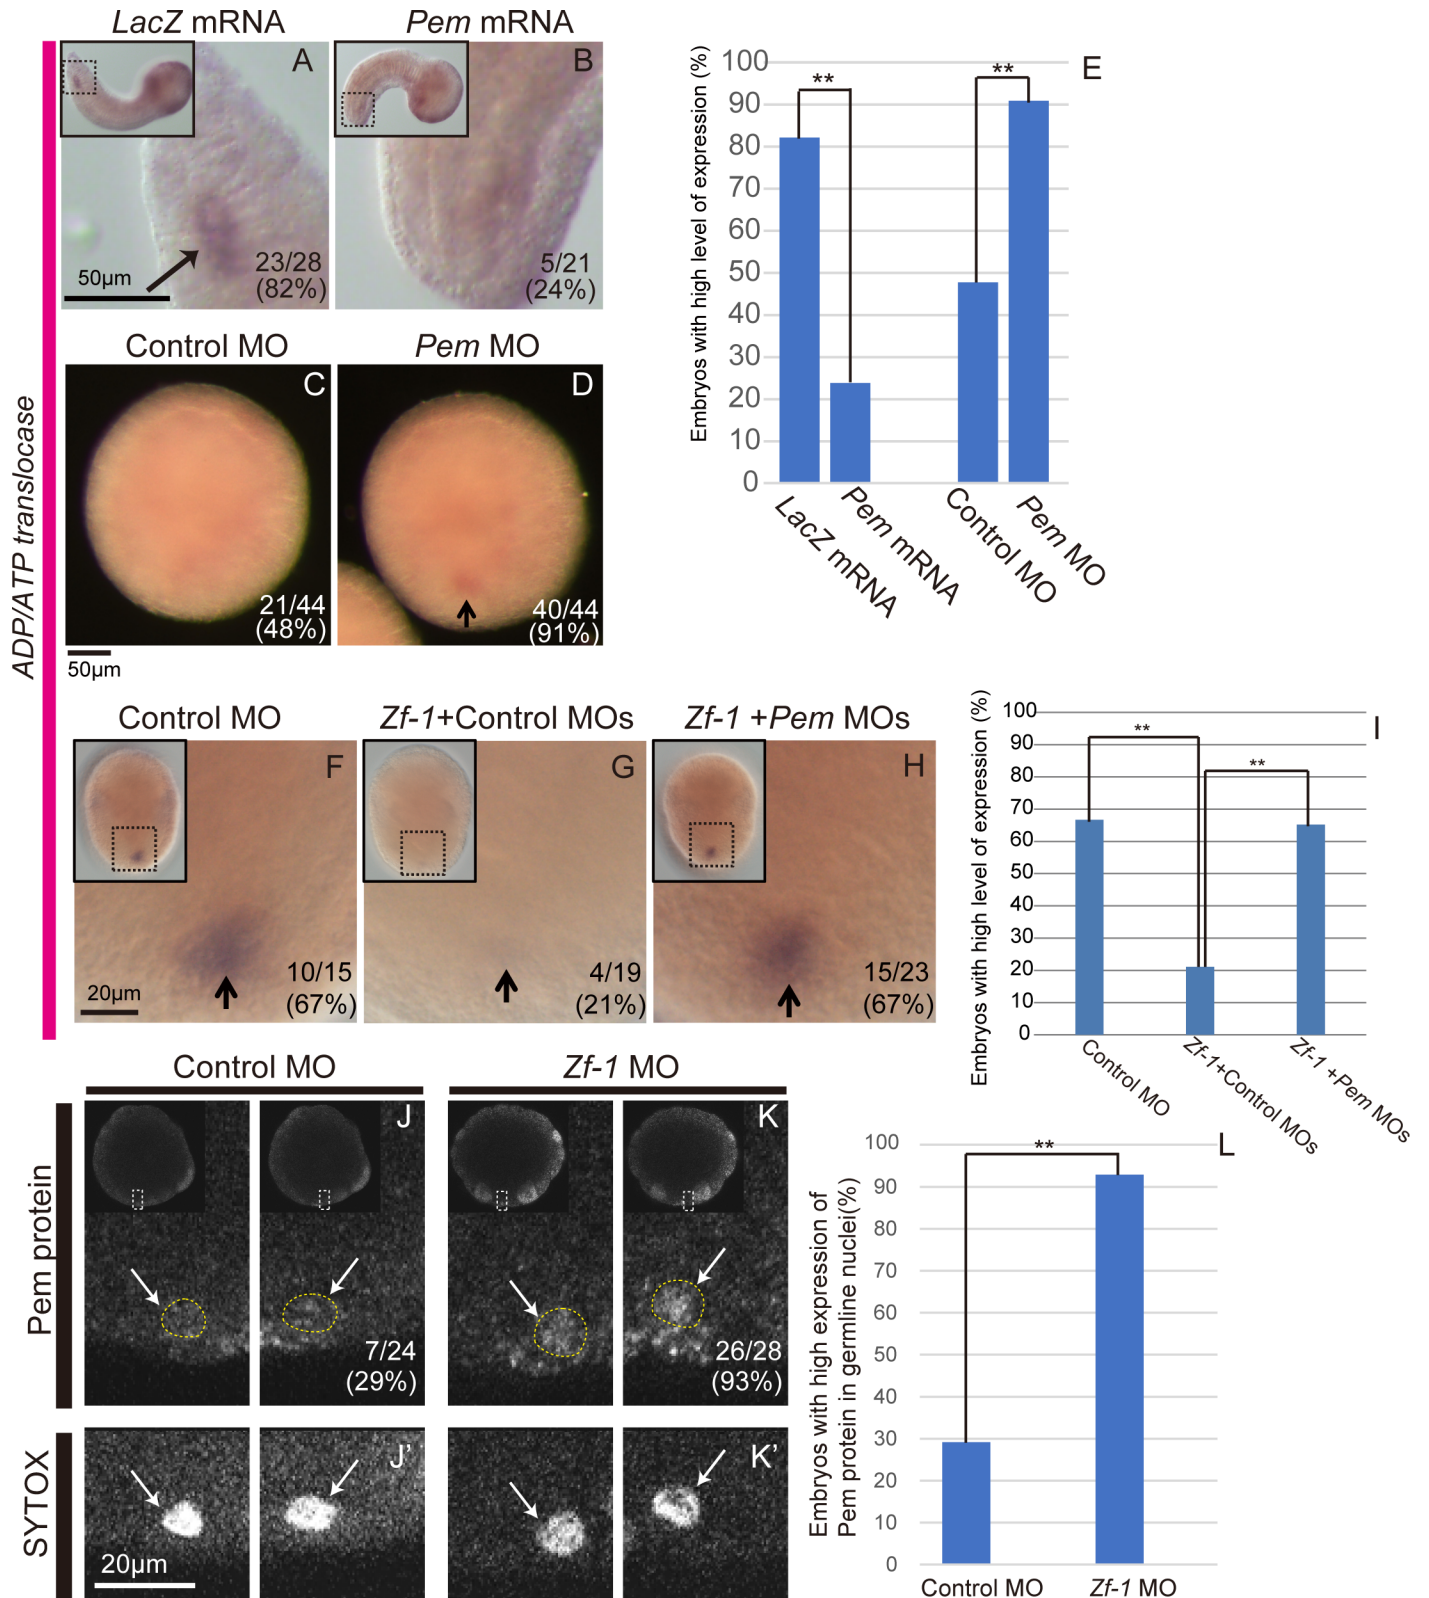 LacZ mRNA
Pem mRNA
A
B
50µm
23/28
(82%)
5/21
(24%)
Control MO
Pem MO
C
D
21/44
(48%)
40/44
(91%)
50µm
ADP/ATP translocase
E
Embryos with high level of expression (%)
100
90
80
70
60
50
40
30
20
10
0
**
**
LacZ mRNA
Pem mRNA
Control MO
Pem MO
Control MO
Zf-1+Control MOs
Zf-1 +Pem MOs
F
G
H
20µm
10/15
(67%)
4/19
(21%)
15/23
(67%)
I
Embryos with high level of expression (%)
100
90
80
70
60
50
40
30
20
10
0
**
**
Control MO
Zf-1+Control MOs
Zf-1 +Pem MOs
Control MO
Zf-1 MO
Pem protein
J
K
7/24
(29%)
26/28
(93%)
SYTOX
J’
K’
20µm
L
Embryos with high expression of
Pem protein in germline nuclei(%)
100
90
80
70
60
50
40
30
20
10
0
**
Control MO
Zf-1 MO